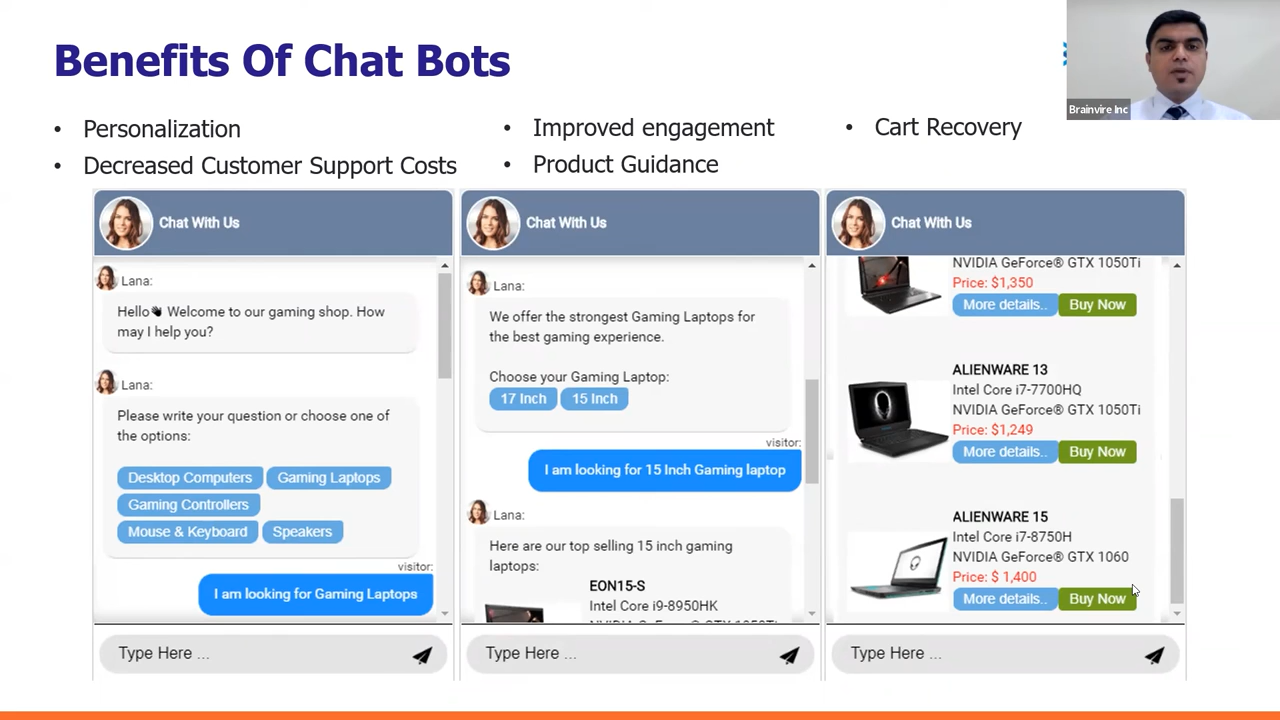 Benefits Of Chat Bots
Brainvire Inc
• Personalization
• Decreased Customer Support Costs
• Improved engagement
• Product Guidance
• Cart Recovery
Chat With Us
Lana:
Hello👋 Welcome to our gaming shop. How
may I help you?
Lana:
Please write your question or choose one of
the options:
Desktop Computers Gaming Laptops
Gaming Controllers
Mouse & Keyboard Speakers
visitor:
I am looking for Gaming Laptops
Type Here ...
Chat With Us
Lana:
We offer the strongest Gaming Laptops for
the best gaming experience.
Choose your Gaming Laptop:
17 Inch 15 Inch
visitor:
I am looking for 15 Inch Gaming laptop
Lana:
Here are our top selling 15 inch gaming
laptops:
EON15-S
Intel Core i9-8950HK
Type Here ...
Chat With Us
NVIDIA GeForce® GTX 1050Ti
Price: $1,350
More details.. Buy Now
ALIENWARE 13
Intel Core i7-7700HQ
NVIDIA GeForce® GTX 1050Ti
Price: $1,249
More details.. Buy Now
ALIENWARE 15
Intel Core i7-8750H
NVIDIA GeForce® GTX 1060
Price: $ 1,400
More details.. Buy Now
Type Here ...